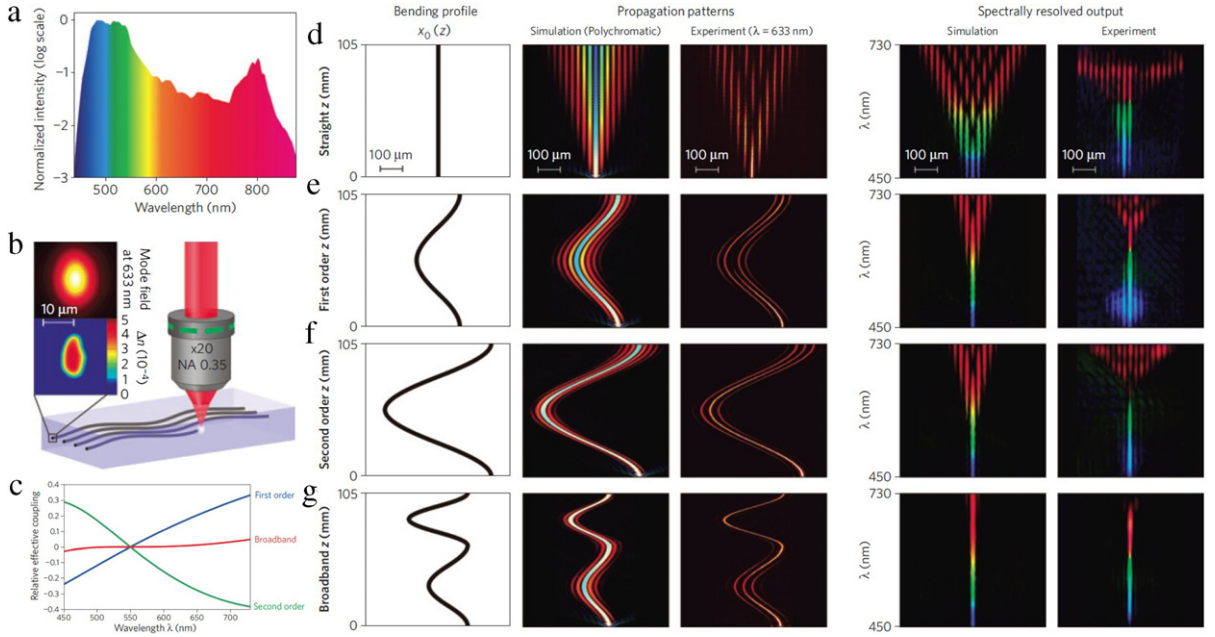 a
Normalized intensity (log scale)
0
−1
−2
−3
500
600
700
800
Wavelength (nm)
b
Mode field
at 633 nm
10 μm
Δn (10⁻⁴)
5
4
3
2
1
0
x20
NA 0.35
c
Relative effective coupling
0.4
0.3
0.2
0.1
0
−0.1
−0.2
−0.3
−0.4
First order
Broadband
Second order
450
500
550
600
650
700
Wavelength λ (nm)
Bending profile
x₀ (z)
Propagation patterns
Simulation (Polychromatic)
Experiment (λ = 633 nm)
Spectrally resolved output
Simulation
Experiment
d
Straight z (mm)
105
0
100 μm
100 μm
100 μm
λ (nm)
730
450
100 μm
100 μm
e
First order z (mm)
105
0
λ (nm)
730
450
f
Second order z (mm)
105
0
λ (nm)
730
450
g
Broadband z (mm)
105
0
λ (nm)
730
450